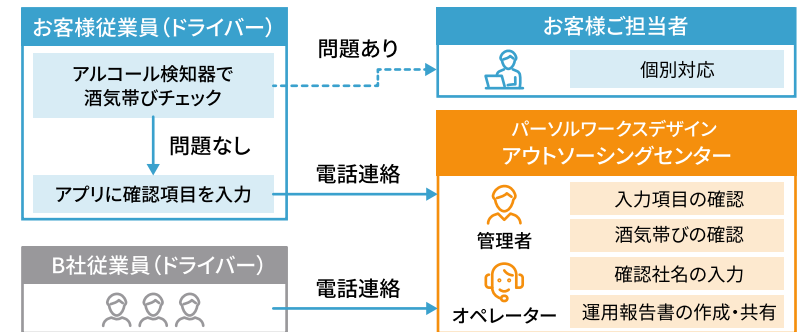 お客様従業員（ドライバー）
アルコール検知器で
酒気帯びチェック
問題なし
アプリに確認項目を入力
問題あり
お客様ご担当者
個別対応
電話連絡
パーソルワークスデザイン
アウトソーシングセンター
管理者
入力項目の確認
酒気帯びの確認
オペレーター
確認社名の入力
運用報告書の作成・共有
B社従業員（ドライバー）
電話連絡